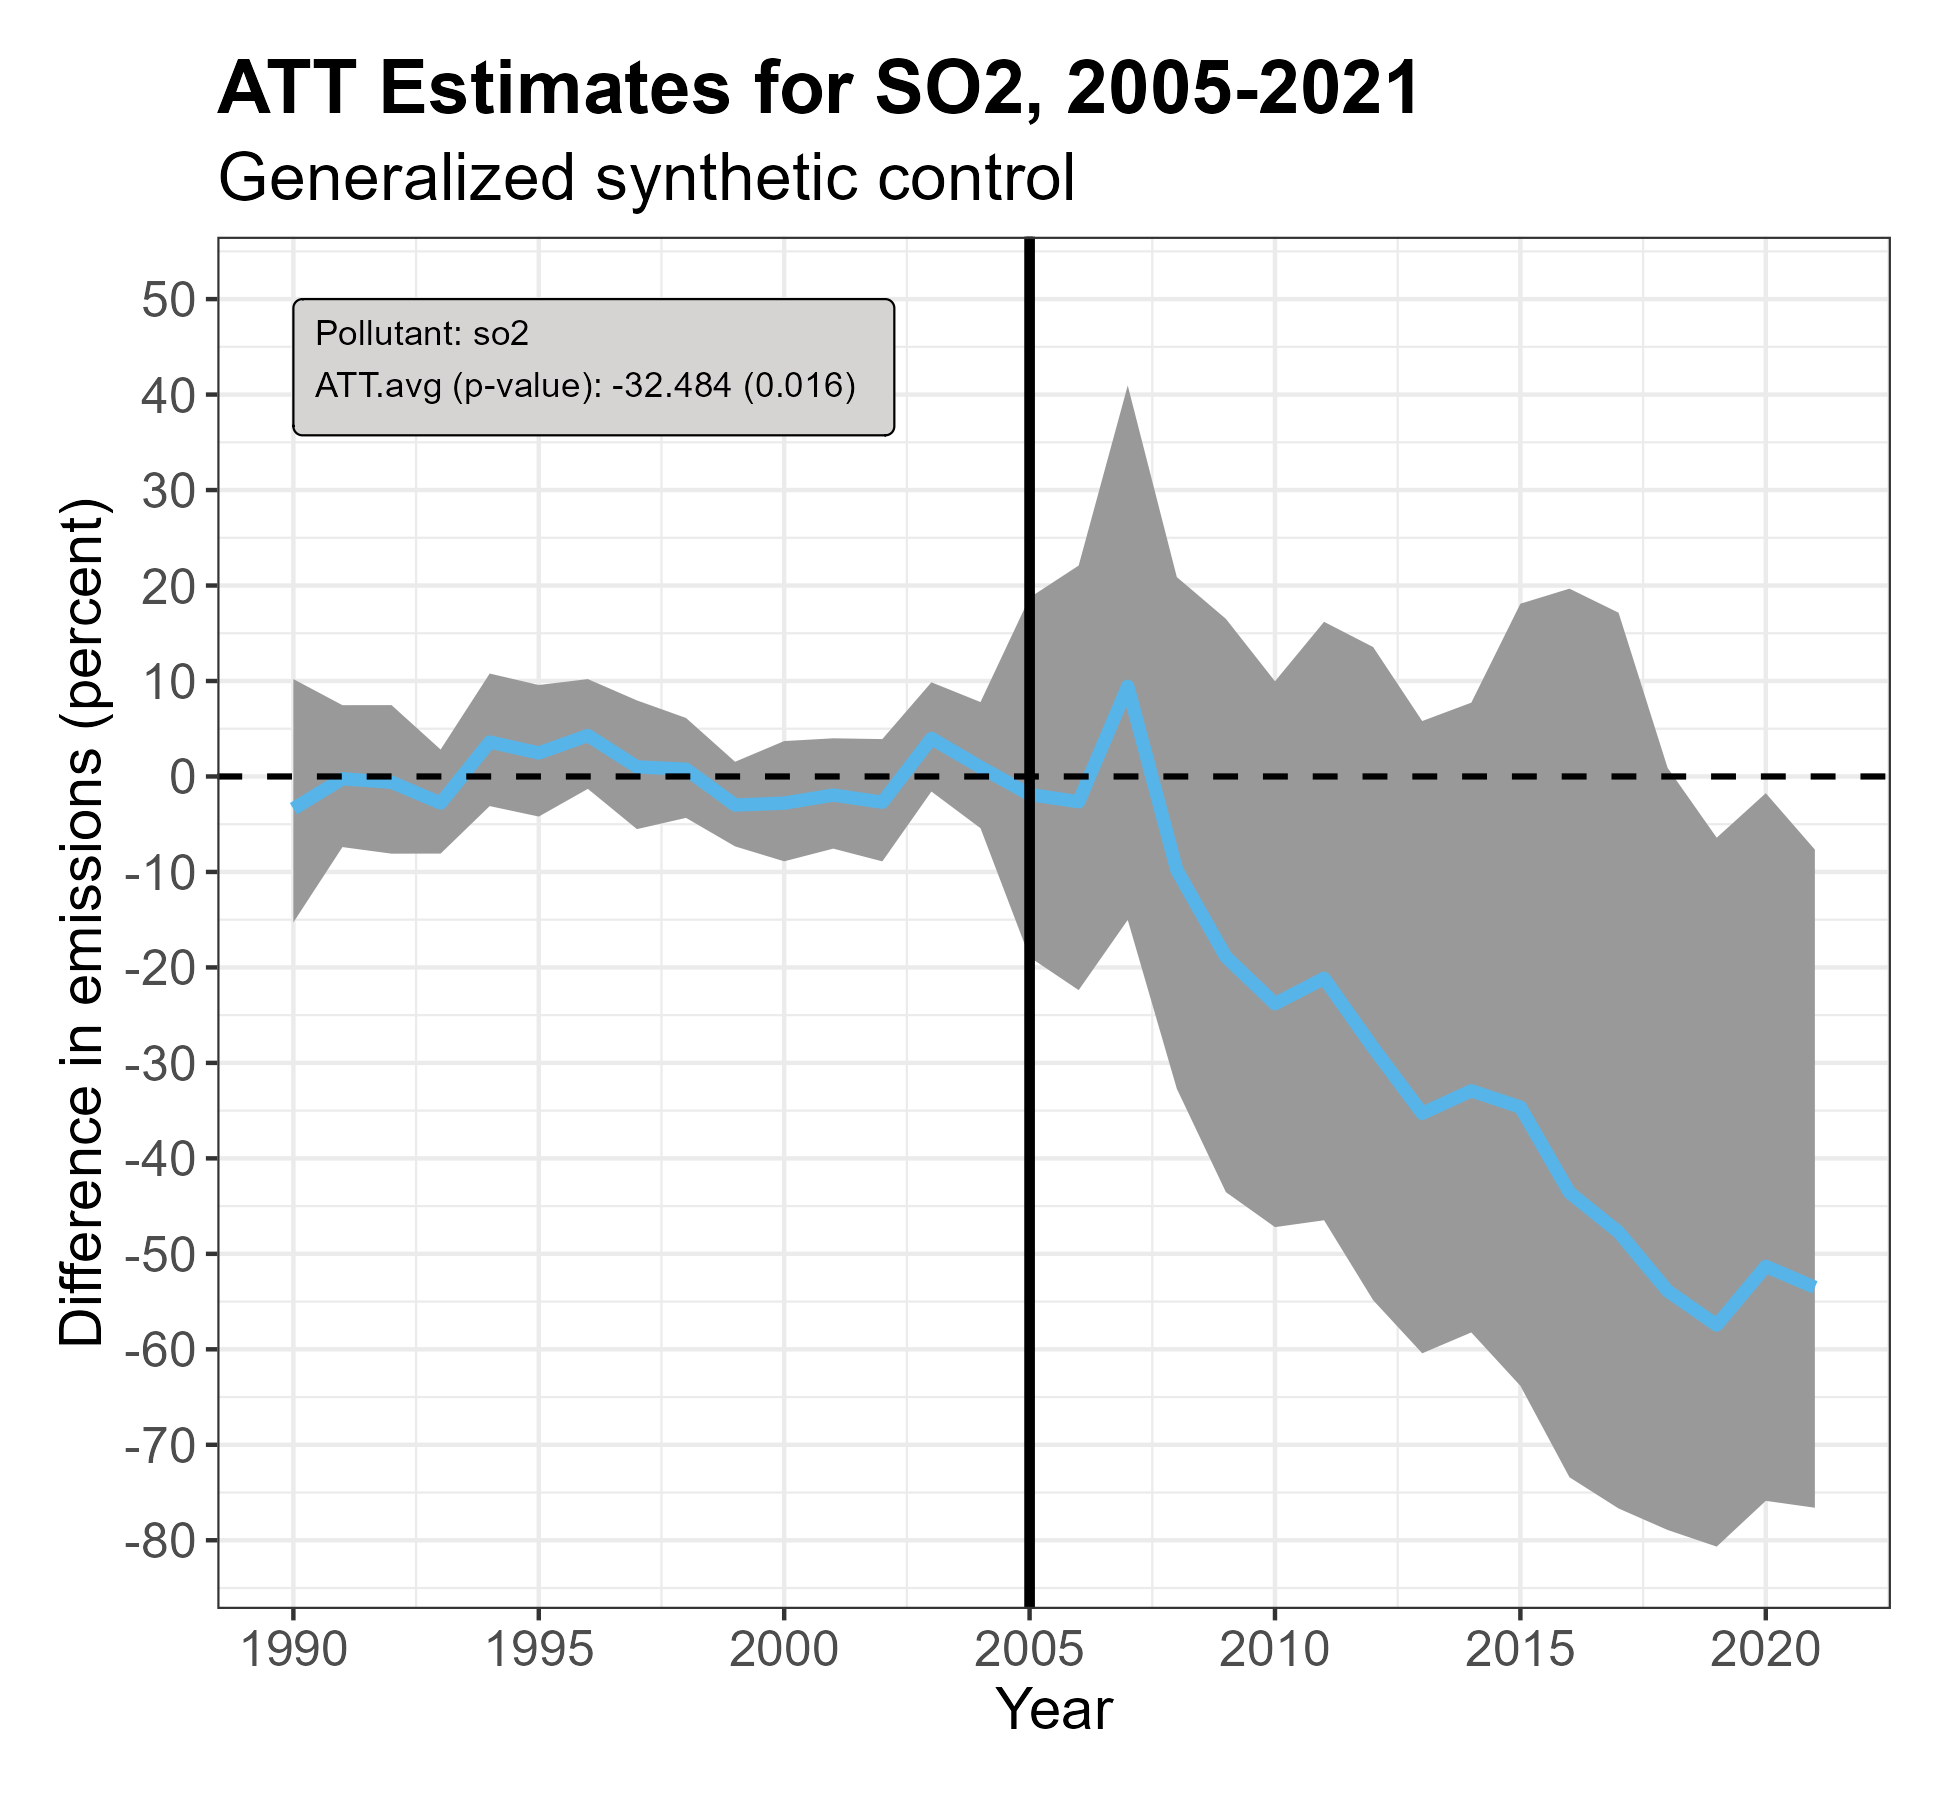 ATT Estimates for SO2, 2005-2021
Generalized synthetic control
Pollutant: so2
ATT.avg (p-value): -32.484 (0.016)
Difference in emissions (percent)
50
40
30
20
10
0
-10
-20
-30
-40
-50
-60
-70
-80
1990 1995 2000 2005 2010 2015 2020
Year